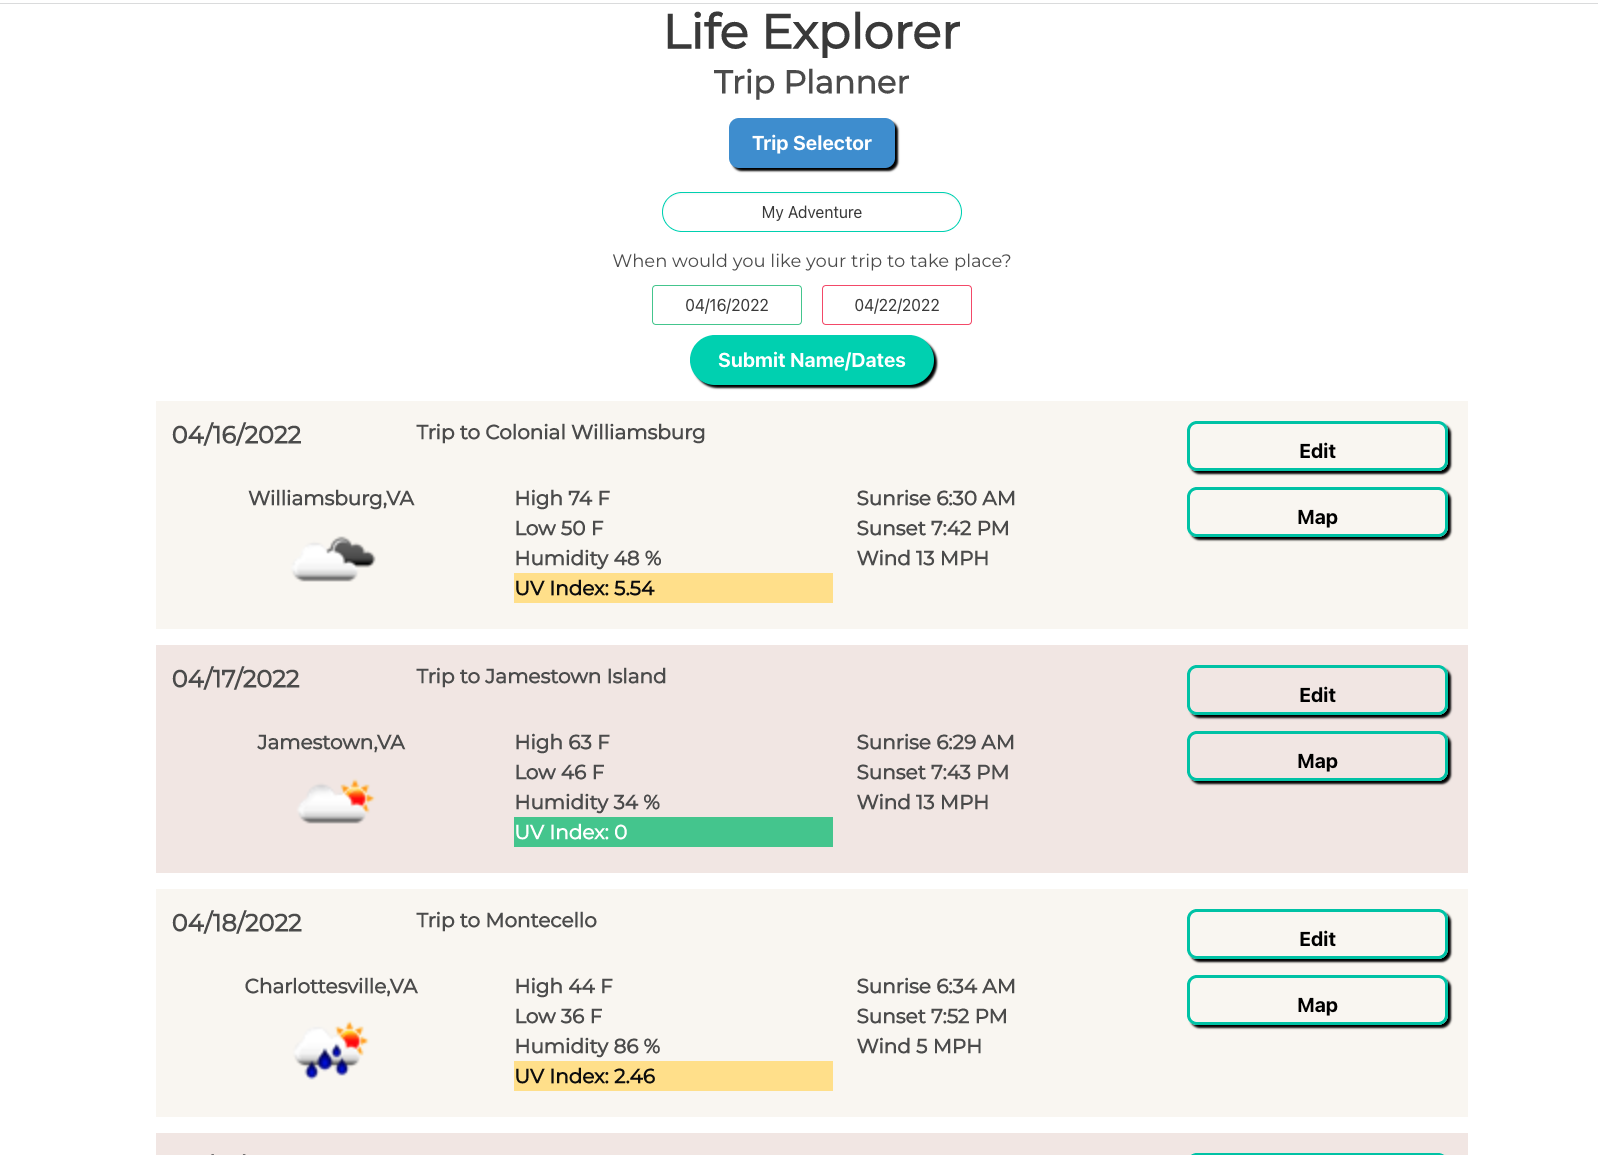 Life Explorer
Trip Planner
Trip Selector
My Adventure
When would you like your trip to take place?
04/16/2022 04/22/2022
Submit Name/Dates
04/16/2022 Trip to Colonial Williamsburg Edit
Williamsburg,VA High 74 F Sunrise 6:30 AM Map
Low 50 F Sunset 7:42 PM
Humidity 48 % Wind 13 MPH
UV Index: 5.54
04/17/2022 Trip to Jamestown Island Edit
Jamestown,VA High 63 F Sunrise 6:29 AM Map
Low 46 F Sunset 7:43 PM
Humidity 34 % Wind 13 MPH
UV Index: 0
04/18/2022 Trip to Montecello Edit
Charlottesville,VA High 44 F Sunrise 6:34 AM Map
Low 36 F Sunset 7:52 PM
Humidity 86 % Wind 5 MPH
UV Index: 2.46